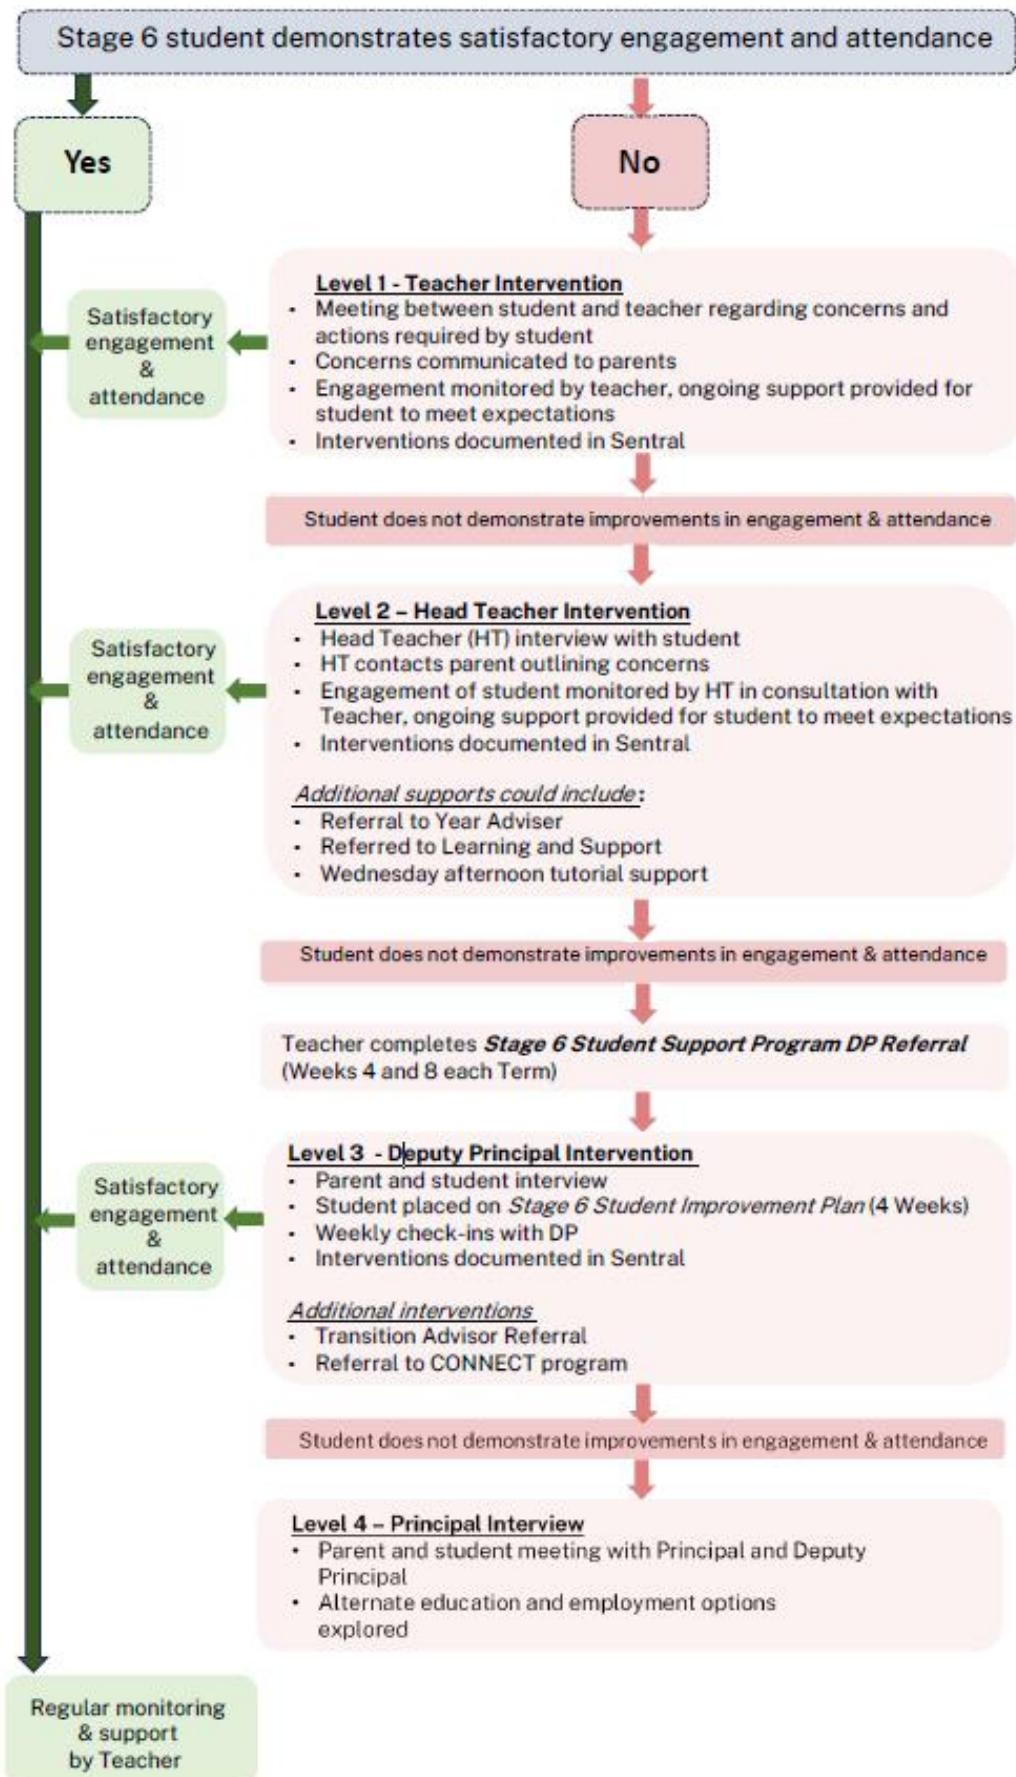 Stage 6 student demonstrates satisfactory engagement and attendance
Yes
No
Level 1 - Teacher Intervention
• Meeting between student and teacher regarding concerns and
actions required by student
• Concerns communicated to parents
• Engagement monitored by teacher, ongoing support provided for
student to meet expectations
• Interventions documented in Sentral
Satisfactory
engagement
&
attendance
Student does not demonstrate improvements in engagement & attendance
Level 2 – Head Teacher Intervention
• Head Teacher (HT) interview with student
• HT contacts parent outlining concerns
• Engagement of student monitored by HT in consultation with
Teacher, ongoing support provided for student to meet expectations
• Interventions documented in Sentral
Additional supports could include:
• Referral to Year Adviser
• Referred to Learning and Support
• Wednesday afternoon tutorial support
Satisfactory
engagement
&
attendance
Student does not demonstrate improvements in engagement & attendance
Teacher completes Stage 6 Student Support Program DP Referral
(Weeks 4 and 8 each Term)
Level 3 - Deputy Principal Intervention
• Parent and student interview
• Student placed on Stage 6 Student Improvement Plan (4 Weeks)
• Weekly check-ins with DP
• Interventions documented in Sentral
Additional interventions
• Transition Advisor Referral
• Referral to CONNECT program
Satisfactory
engagement
&
attendance
Student does not demonstrate improvements in engagement & attendance
Level 4 – Principal Interview
• Parent and student meeting with Principal and Deputy
Principal
• Alternate education and employment options
explored
Regular monitoring
& support
by Teacher